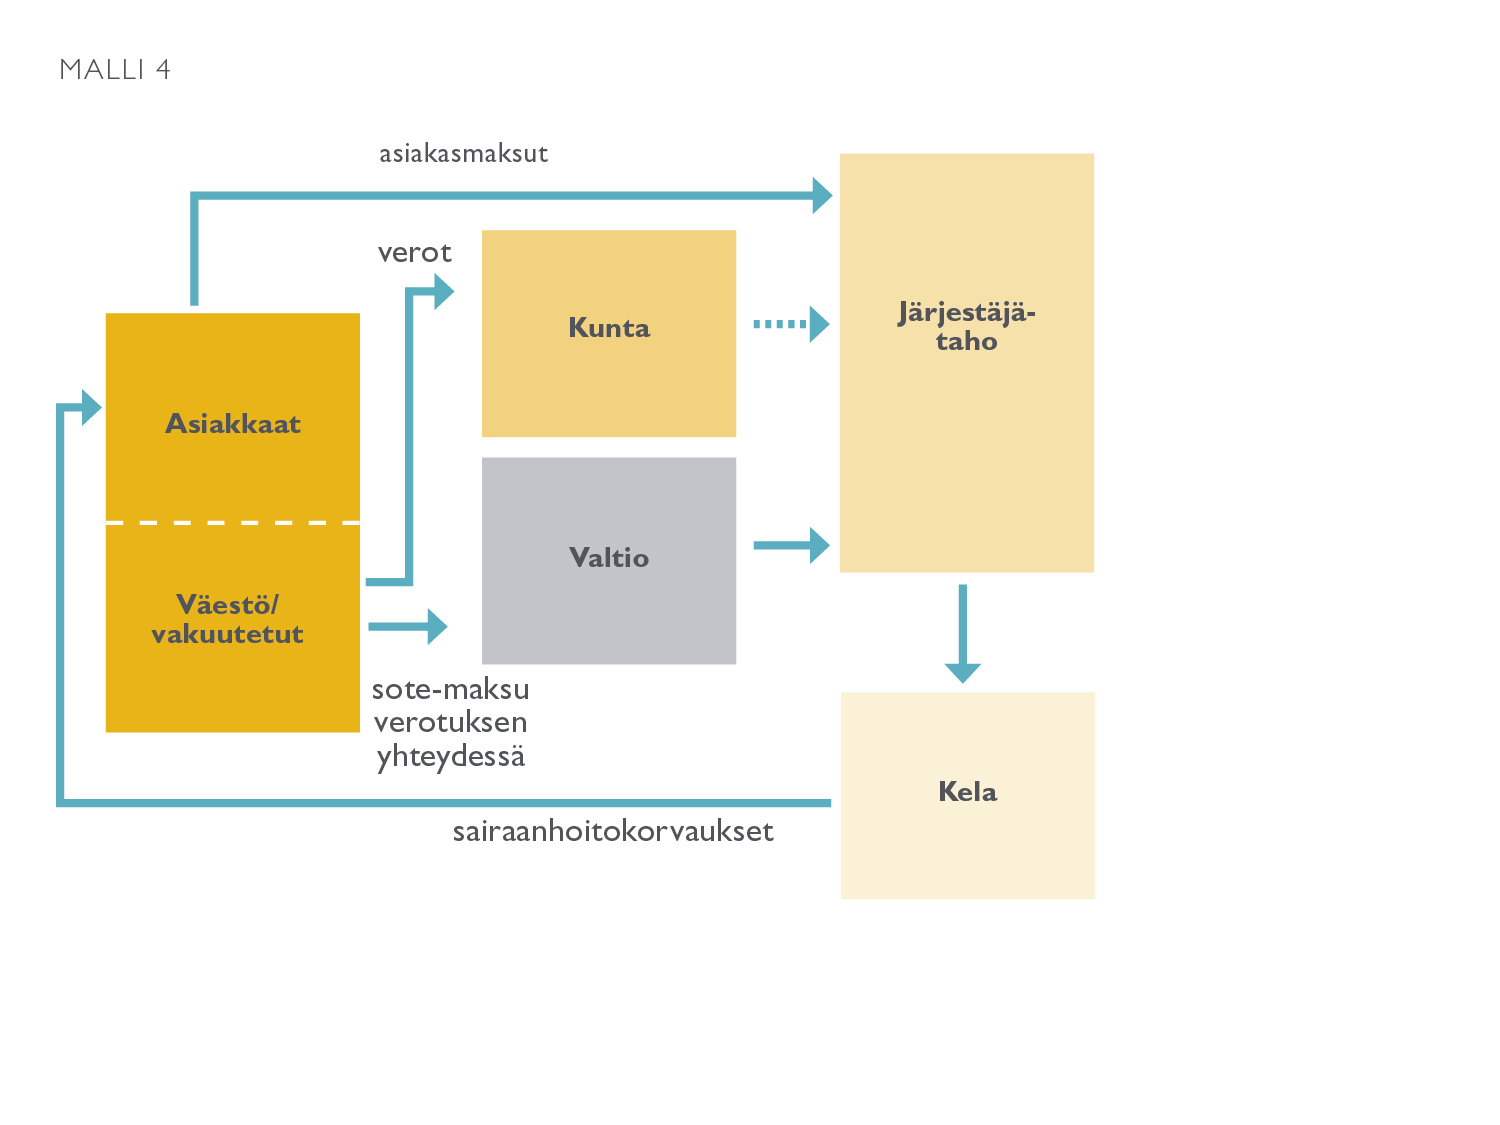 MALLI 4
asiakasmaksut
verot
Kunta
Järjestäjä-
taho
Asiakkaat
Valtio
Väestö/
vakuutetut
sote-maksu
verotuksen
yhteydessä
Kela
sairaanhoitokorvaukset